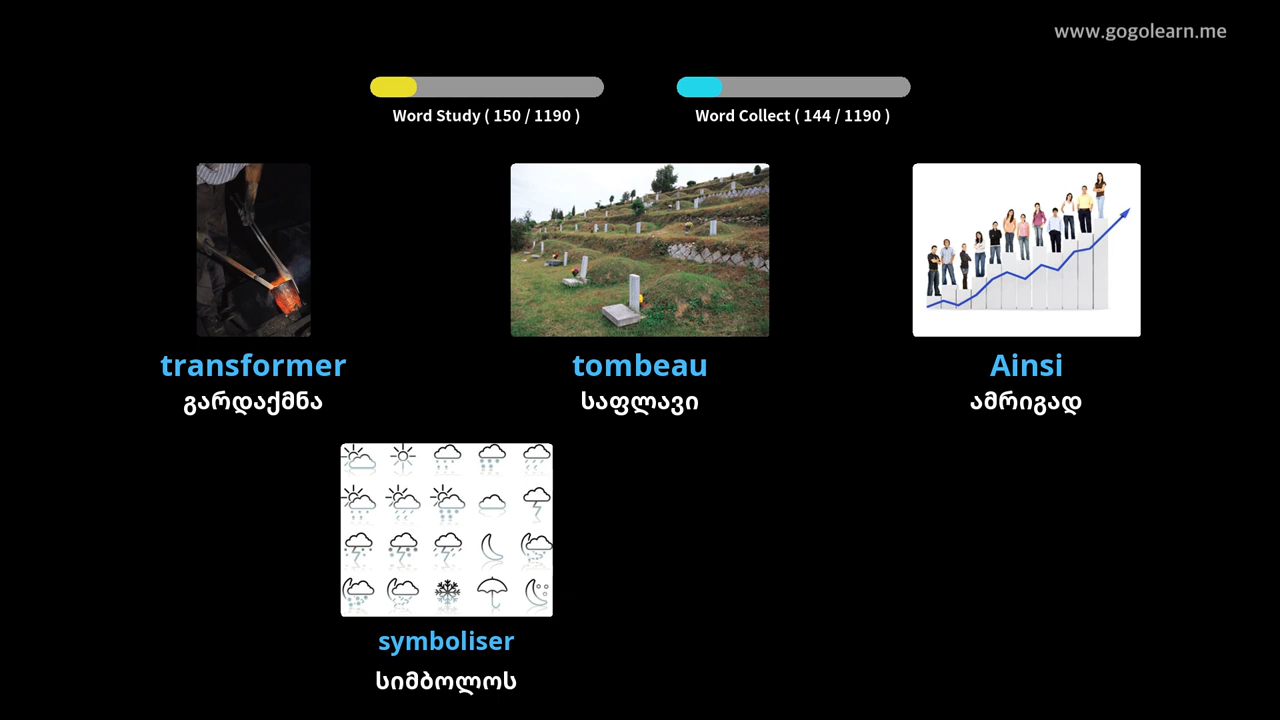 www.gogolearn.me
Word Study ( 150 / 1190 )
Word Collect ( 144 / 1190 )
transformer
გარდაქმნა
tombeau
საფლავი
Ainsi
ამრიგად
symboliser
სიმბოლოს